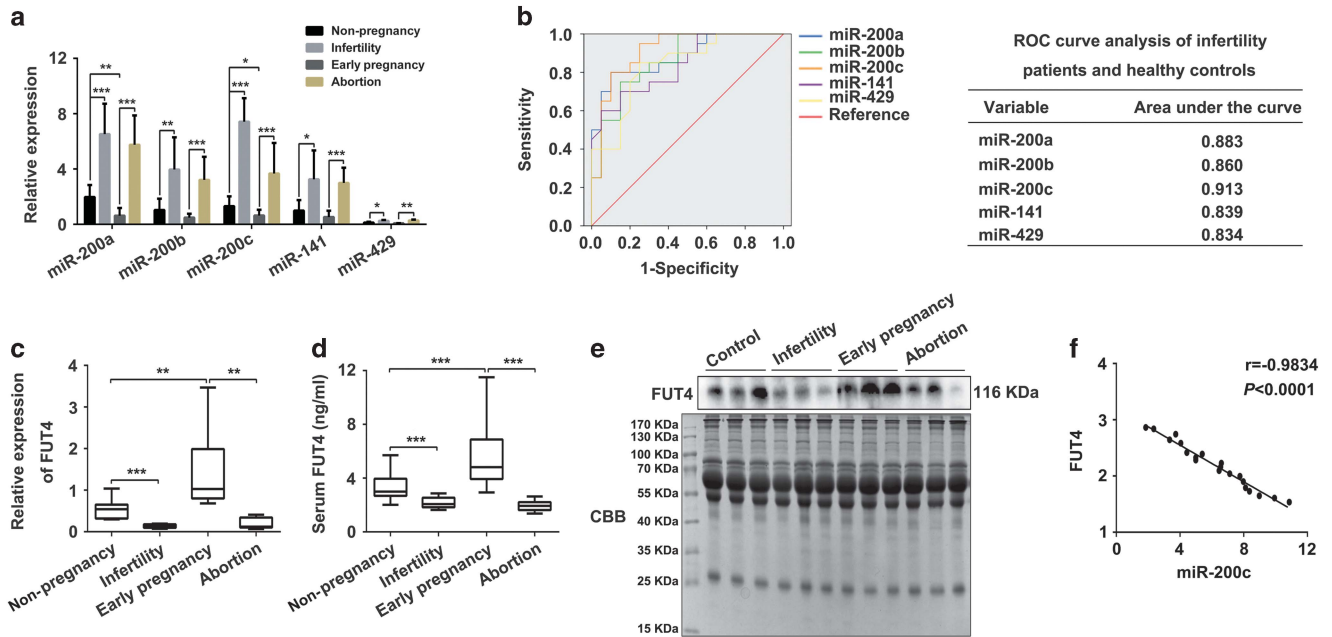 a
Non-pregnancy
Infertility
Early pregnancy
Abortion
Relative expression
12
8
4
0
** *** *** ** *** * *** *** * *** * **
miR-200a miR-200b miR-200c miR-141 miR-429
b
Sensitivity
1.0
0.8
0.6
0.4
0.2
0.0
0.0 0.2 0.4 0.6 0.8 1.0
1-Specificity
miR-200a
miR-200b
miR-200c
miR-141
miR-429
Reference
ROC curve analysis of infertility
patients and healthy controls
Variable Area under the curve
miR-200a 0.883
miR-200b 0.860
miR-200c 0.913
miR-141 0.839
miR-429 0.834
c
Relative expression
of FUT4
4
3
2
1
0
** **
***
Non-pregnancy Infertility Early pregnancy Abortion
d
Serum FUT4 (ng/ml)
12
8
4
0
*** ***
***
Non-pregnancy Infertility Early pregnancy Abortion
e
Control Infertility Early pregnancy Abortion
FUT4 116 KDa
170 KDa
130 KDa
100 KDa
70 KDa
55 KDa
CBB
40 KDa
35 KDa
25 KDa
15 KDa
f
r=-0.9834
P<0.0001
FUT4
4
3
2
1
0 4 8 12
miR-200c